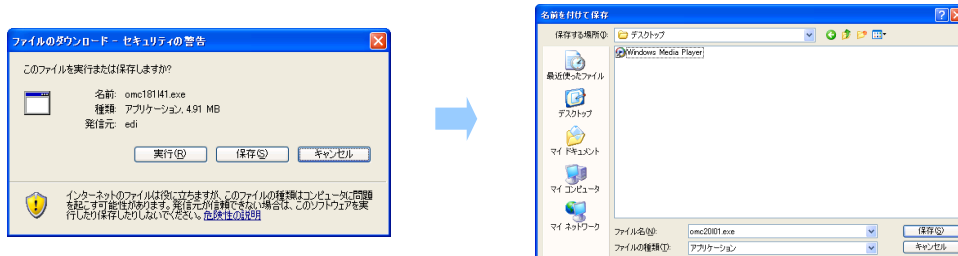 ファイルのダウンロード - セキュリティの警告
このファイルを実行または保存しますか?
名前: omc181I41.exe
種類: アプリケーション, 4.91 MB
発信元: edi
実行(R) 保存(S) キャンセル
インターネットのファイルは役に立ちますが、このファイルの種類はコンピュータに問題
を起こす可能性があります。発信元が信頼できない場合は、このソフトウェアを実
行したり保存したりしないでください。危険性の説明
名前を付けて保存
保存する場所(I): デスクトップ
Windows Media Player
最近使ったファイル
デスクトップ
マイ ドキュメント
マイ コンピュータ
マイ ネットワーク
ファイル名(N): omc20I01.exe 保存(S)
ファイルの種類(T): アプリケーション キャンセル